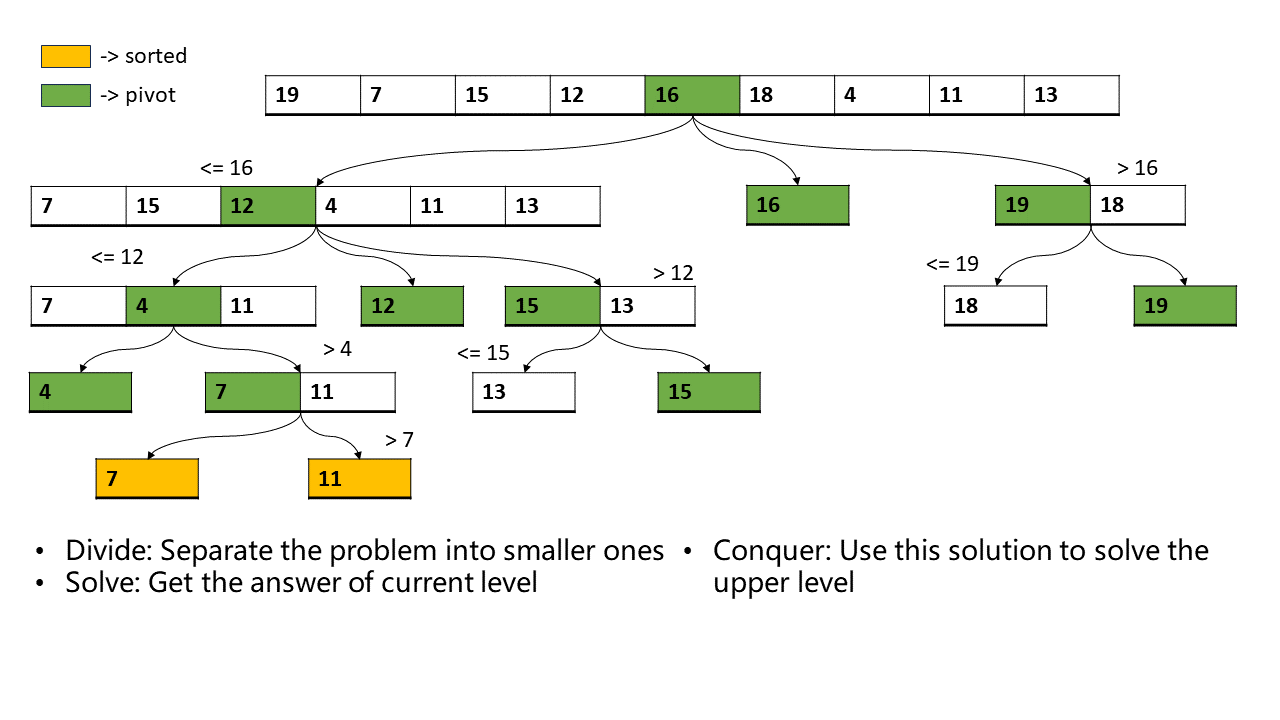 -> sorted
-> pivot
19 7 15 12 16 18 4 11 13
<= 16
> 16
7 15 12 4 11 13
16
19 18
<= 12
> 12
<= 19
7 4 11
12
15 13
18
19
> 4
<= 15
4
7 11
13
15
> 7
7
11
• Divide: Separate the problem into smaller ones
• Solve: Get the answer of current level
• Conquer: Use this solution to solve the
upper level